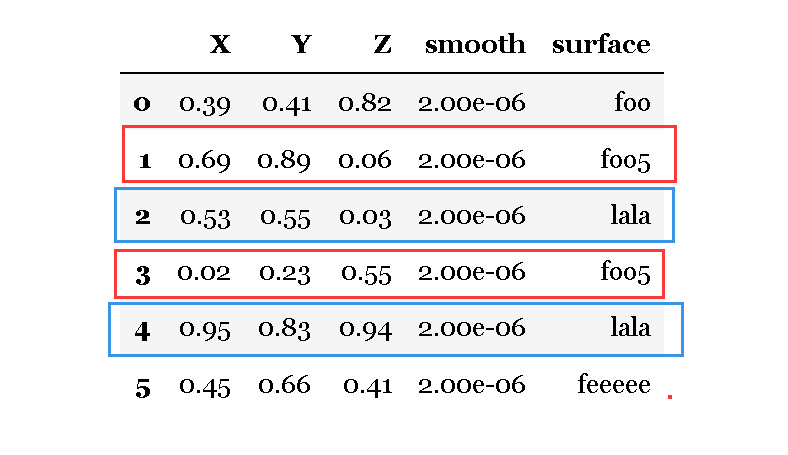 X Y Z smooth surface
0 0.39 0.41 0.82 2.00e-06 foo
1 0.69 0.89 0.06 2.00e-06 foo5
2 0.53 0.55 0.03 2.00e-06 lala
3 0.02 0.23 0.55 2.00e-06 foo5
4 0.95 0.83 0.94 2.00e-06 lala
5 0.45 0.66 0.41 2.00e-06 feeeee